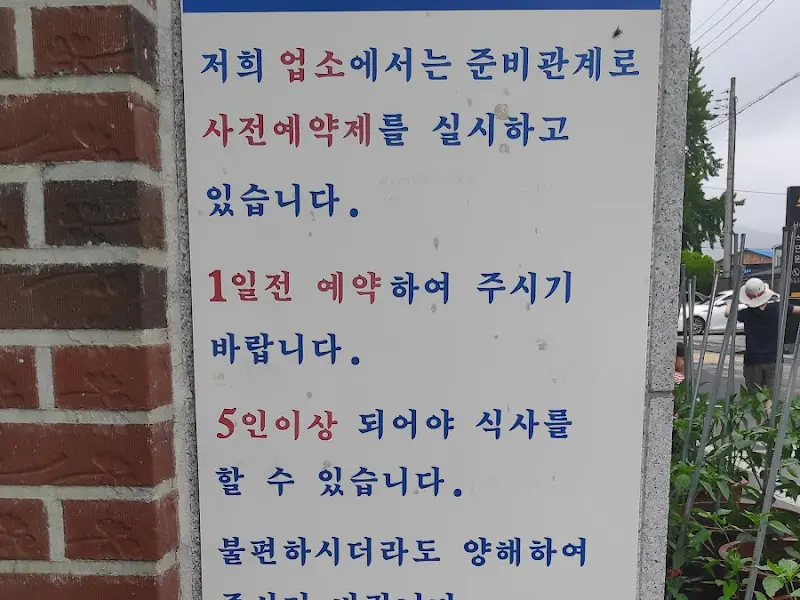 저희 업소에서는 준비관계로
사전예약제를 실시하고
있습니다.
1일전 예약하여 주시기
바랍니다.
5인이상 되어야 식사를
할 수 있습니다.
불편하시더라도 양해하여